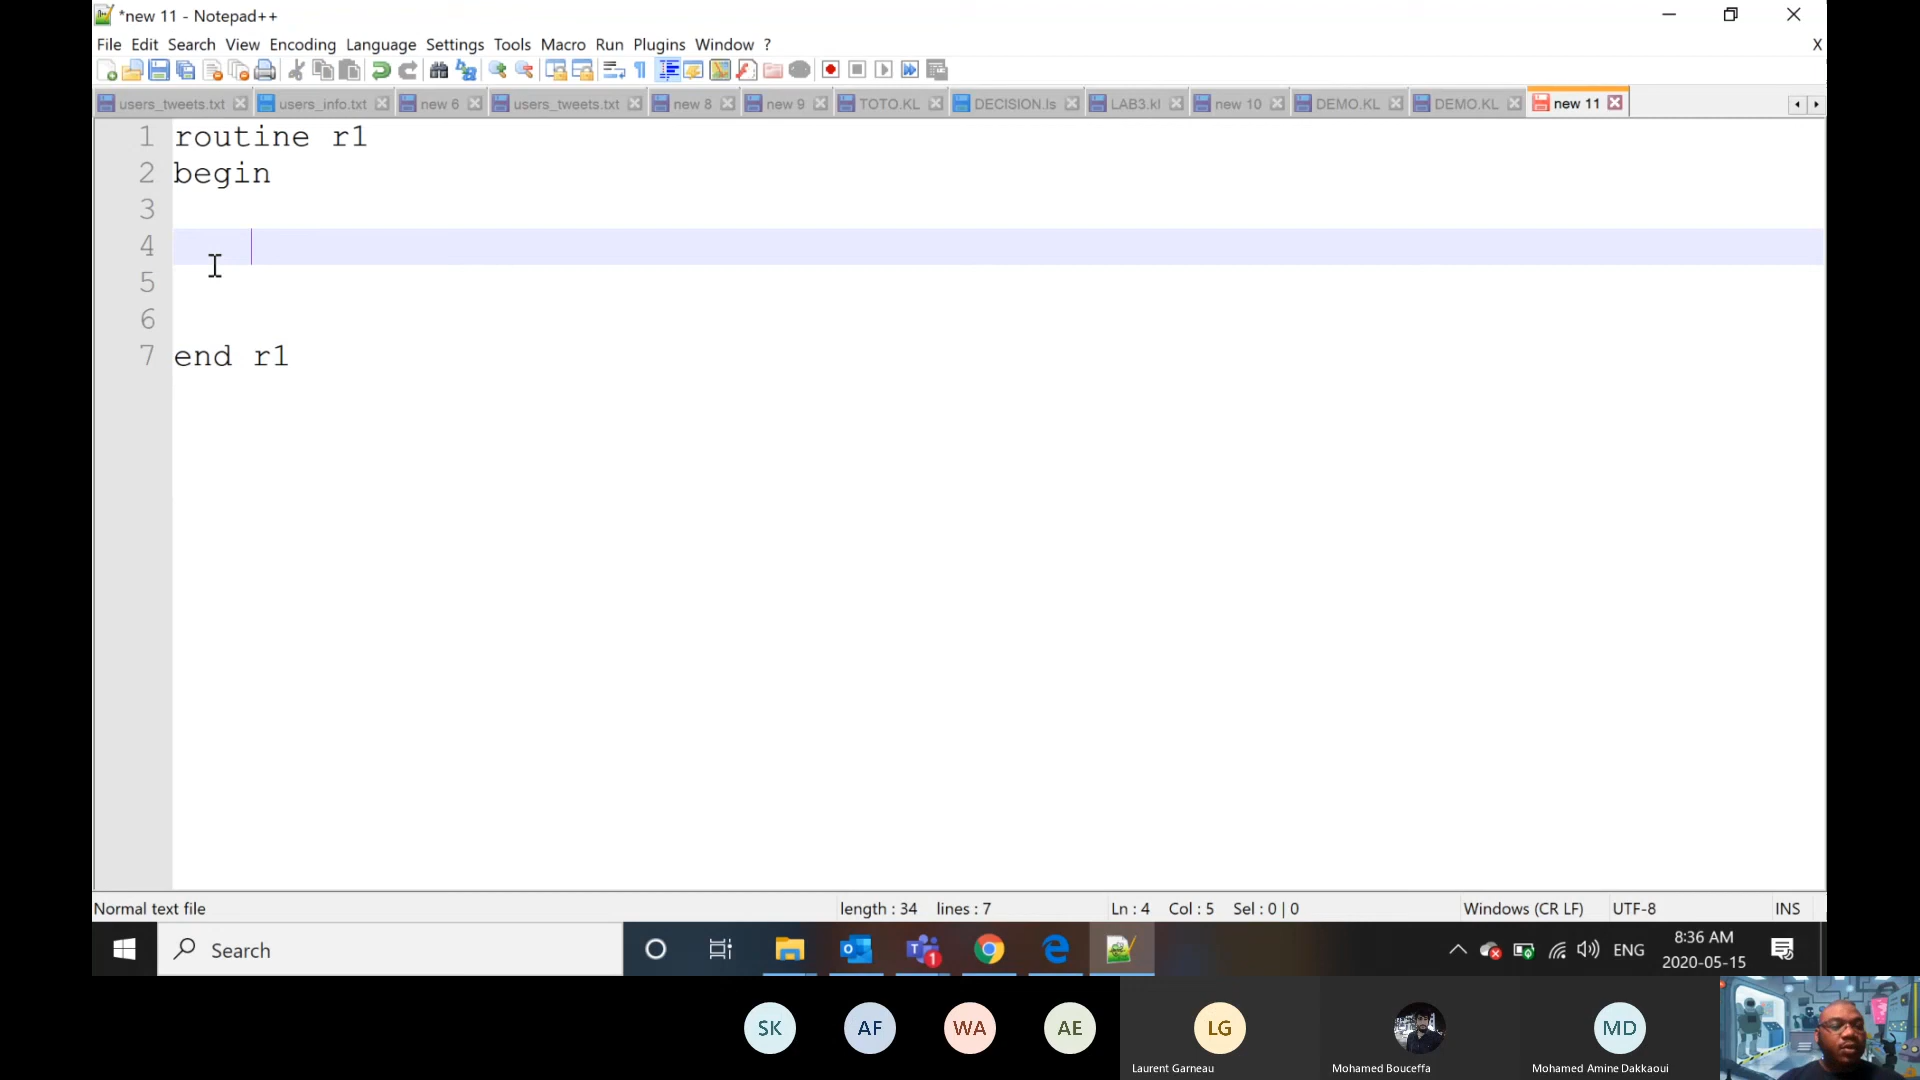 *new 11 - Notepad++
File Edit Search View Encoding Language Settings Tools Macro Run Plugins Window ? X
users_tweets.txt users_info.txt new 6 users_tweets.txt new 8 new 9 TOTO.KL DECISION.ls LAB3.kl new 10 DEMO.KL DEMO.KL new 11
1 routine r1
2 begin
3
4
5
6
7 end r1
Normal text file length : 34 lines : 7 Ln : 4 Col : 5 Sel : 0 | 0 Windows (CR LF) UTF-8 INS
Search 1 ENG 8:36 AM
2020-05-15
SK AF WA AE LG MD
Laurent Garneau Mohamed Bouceffa Mohamed Amine Dakkaoui